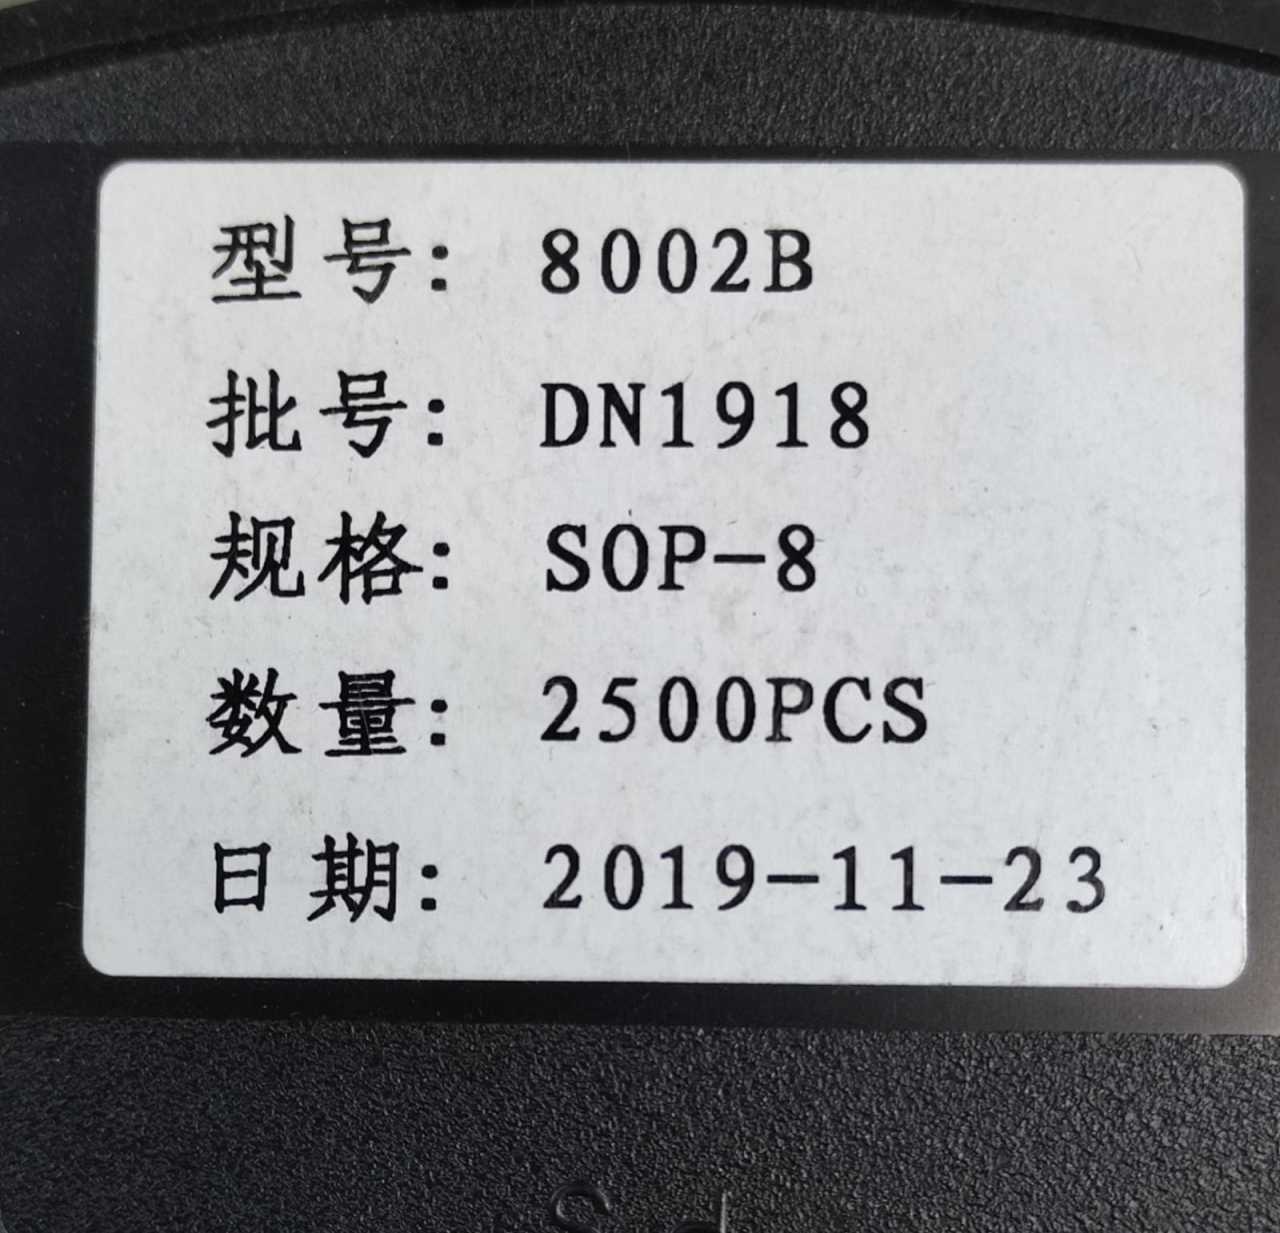 型号: 8002B
批号: DN1918
规格: SOP-8
数量: 2500PCS
日期: 2019-11-23